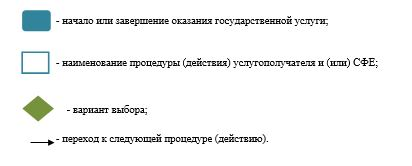 - начало или завершение оказания государственной услуги;
- наименование процедуры (действия) услугополучателя и (или) СФЕ;
- вариант выбора;
- переход к следующей процедуре (действию).